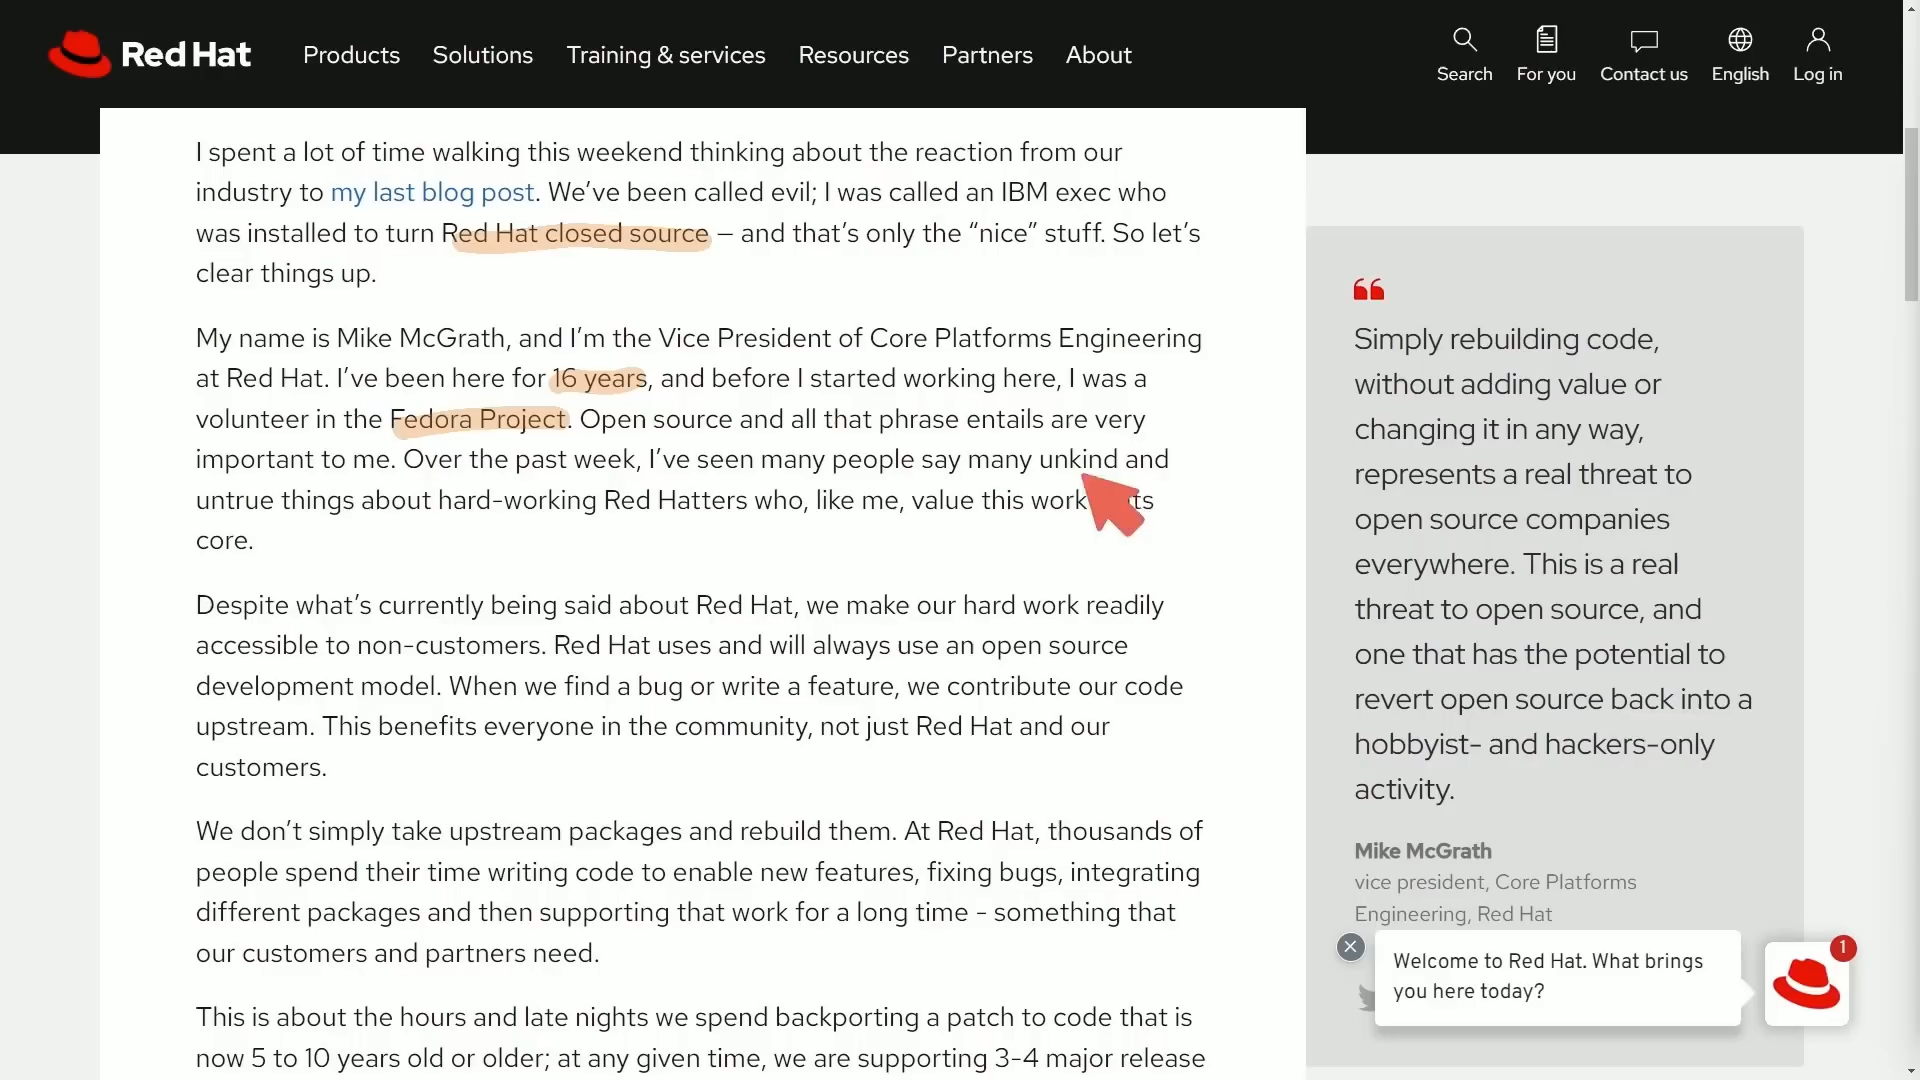 Red Hat
Products
Solutions
Training & services
Resources
Partners
About
Search
For you
Contact us
English
Log in
I spent a lot of time walking this weekend thinking about the reaction from our
industry to my last blog post. We’ve been called evil; I was called an IBM exec who
was installed to turn Red Hat closed source – and that’s only the “nice” stuff. So let’s
clear things up.
My name is Mike McGrath, and I’m the Vice President of Core Platforms Engineering
at Red Hat. I’ve been here for 16 years, and before I started working here, I was a
volunteer in the Fedora Project. Open source and all that phrase entails are very
important to me. Over the past week, I’ve seen many people say many unkind and
untrue things about hard-working Red Hatters who, like me, value this work
core.
Despite what’s currently being said about Red Hat, we make our hard work readily
accessible to non-customers. Red Hat uses and will always use an open source
development model. When we find a bug or write a feature, we contribute our code
upstream. This benefits everyone in the community, not just Red Hat and our
customers.
We don’t simply take upstream packages and rebuild them. At Red Hat, thousands of
people spend their time writing code to enable new features, fixing bugs, integrating
different packages and then supporting that work for a long time - something that
our customers and partners need.
This is about the hours and late nights we spend backporting a patch to code that is
now 5 to 10 years old or older; at any given time, we are supporting 3-4 major release
Simply rebuilding code,
without adding value or
changing it in any way,
represents a real threat to
open source companies
everywhere. This is a real
threat to open source, and
one that has the potential to
revert open source back into a
hobbyist- and hackers-only
activity.
Mike McGrath
vice president, Core Platforms
Engineering, Red Hat
Welcome to Red Hat. What brings
you here today?
1